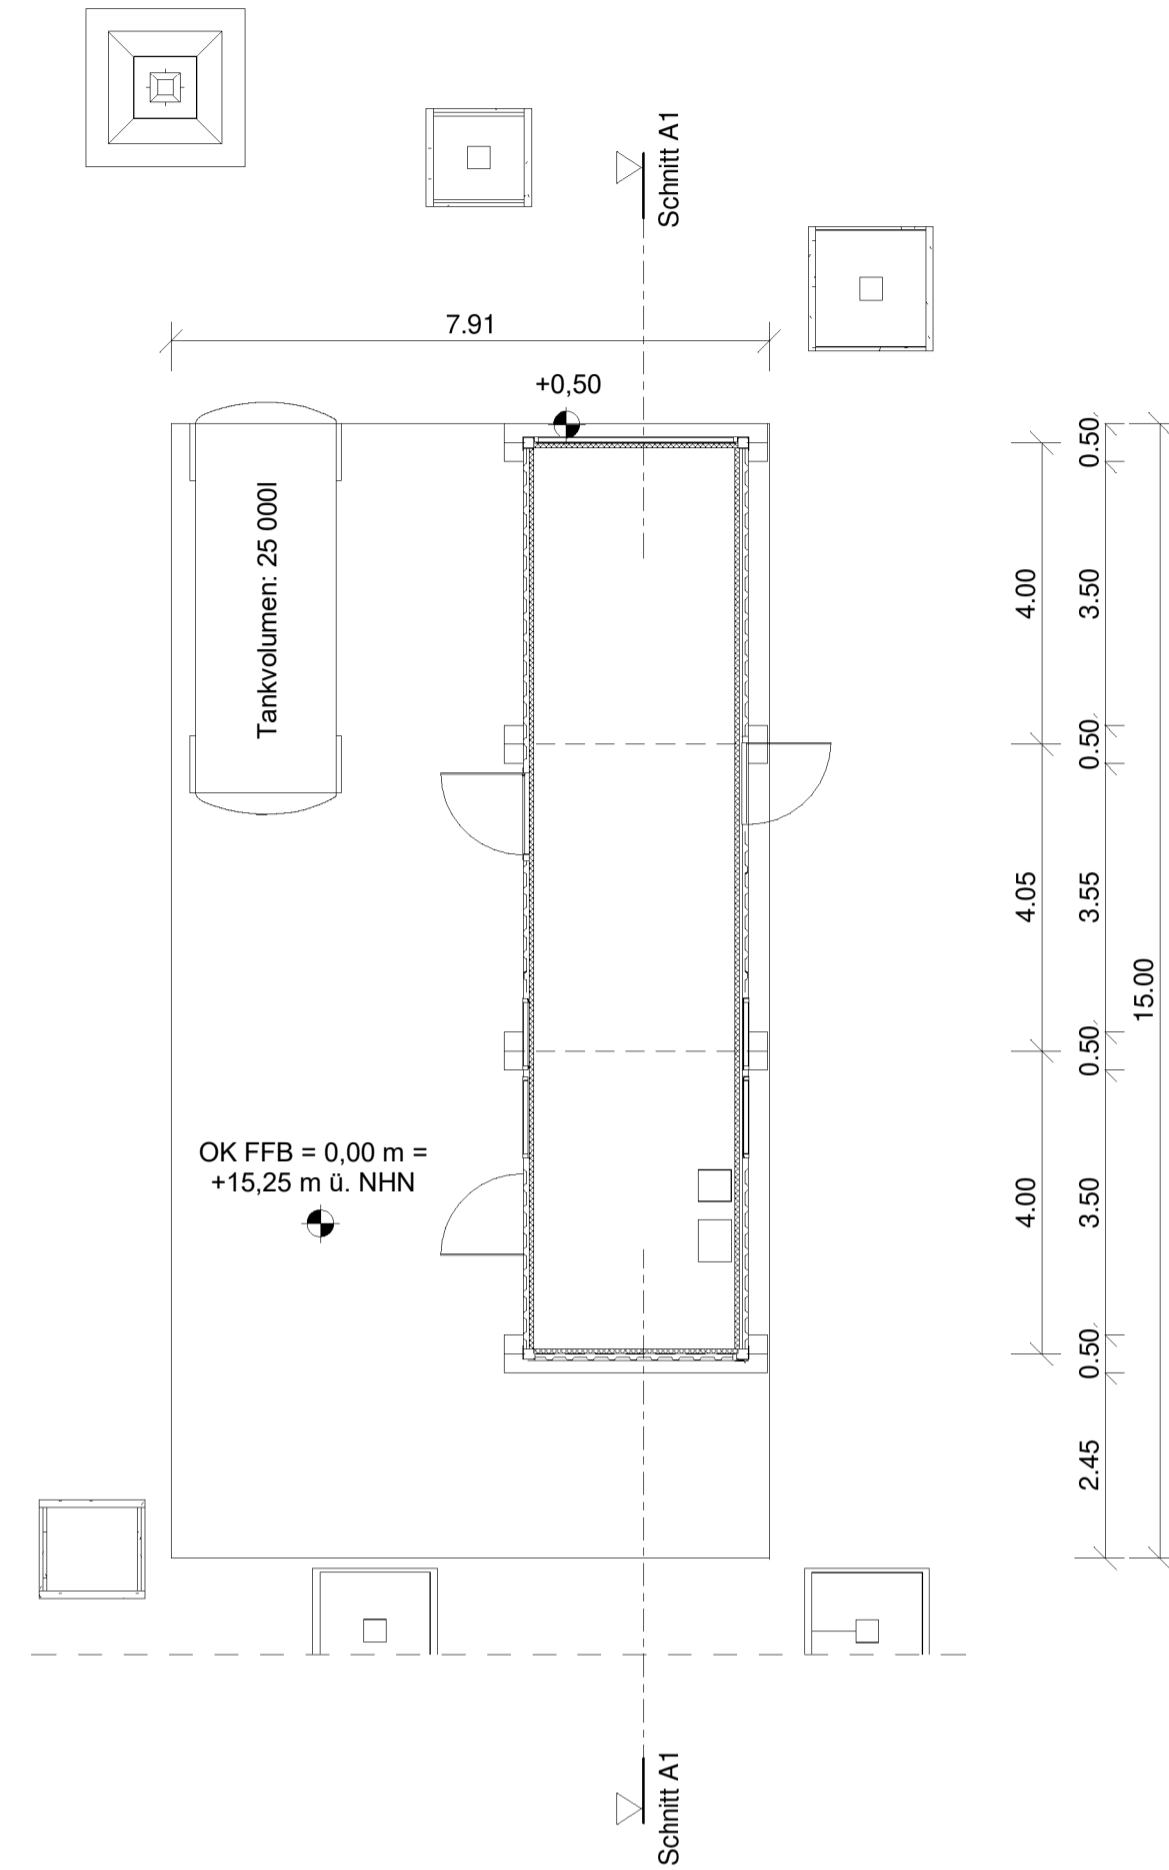 Schnitt A1
7.91
+0,50
Tankvolumen: 25 000l
OK FFB = 0,00 m =
+15,25 m ü. NHN
4.00
4.05
4.00
0.50
3.50
0.50
3.55
0.50
3.50
0.50
2.45
15.00
Schnitt A1